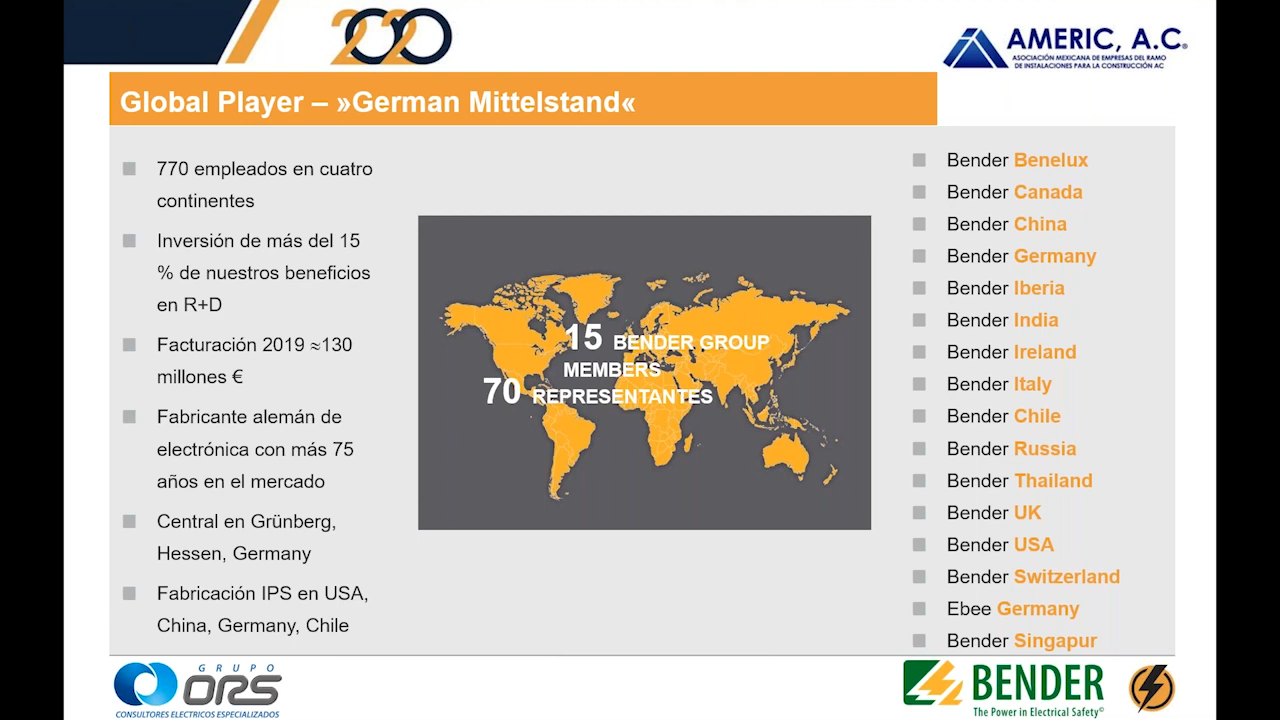 2020
AMERIC, A.C.®
ASOCIACIÓN MEXICANA DE EMPRESAS DEL RAMO
DE INSTALACIONES PARA LA CONSTRUCCIÓN AC
Global Player – »German Mittelstand«
770 empleados en cuatro
continentes
Inversión de más del 15
% de nuestros beneficios
en R+D
Facturación 2019 ≈130
millones €
Fabricante alemán de
electrónica con más 75
años en el mercado
Central en Grünberg,
Hessen, Germany
Fabricación IPS en USA,
China, Germany, Chile
15 BENDER GROUP
MEMBERS
70 REPRESENTANTES
Bender Benelux
Bender Canada
Bender China
Bender Germany
Bender Iberia
Bender India
Bender Ireland
Bender Italy
Bender Chile
Bender Russia
Bender Thailand
Bender UK
Bender USA
Bender Switzerland
Ebee Germany
Bender Singapur
GRUPO
ORS
CONSULTORES ELECTRICOS ESPECIALIZADOS
BENDER
The Power in Electrical Safety©